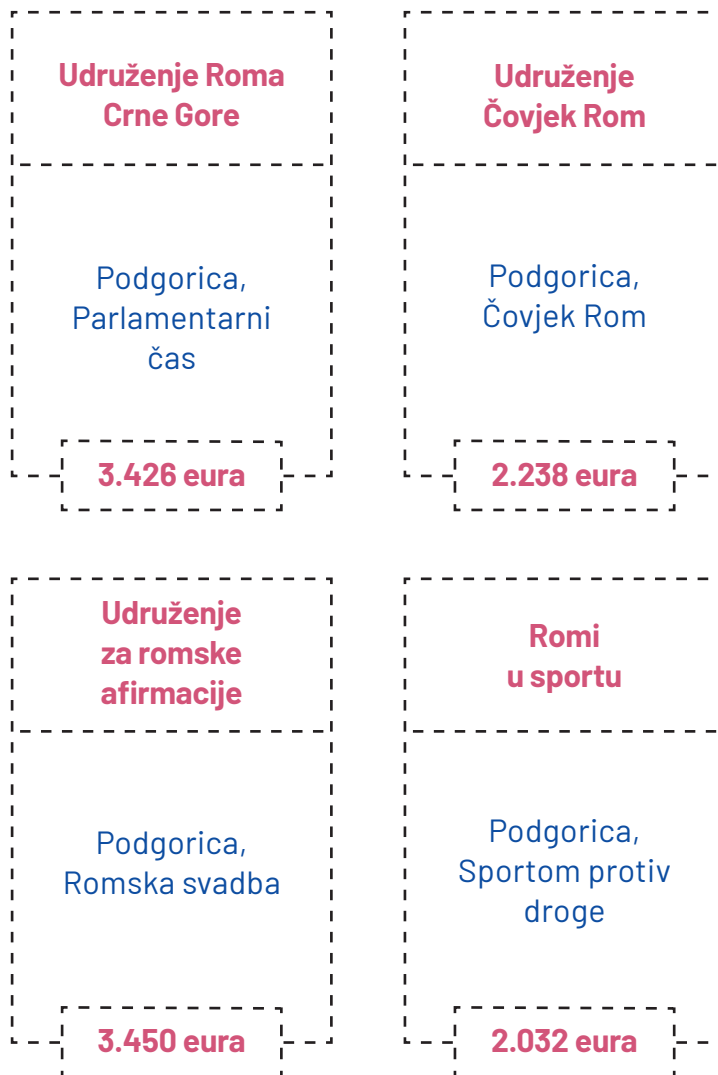 Udruženje Roma
Crne Gore
Podgorica,
Parlamentarni
čas
3.426 eura
Udruženje
Čovjek Rom
Podgorica,
Čovjek Rom
2.238 eura
Udruženje
za romske
afirmacije
Podgorica,
Romska svadba
3.450 eura
Romi
u sportu
Podgorica,
Sportom protiv
droge
2.032 eura